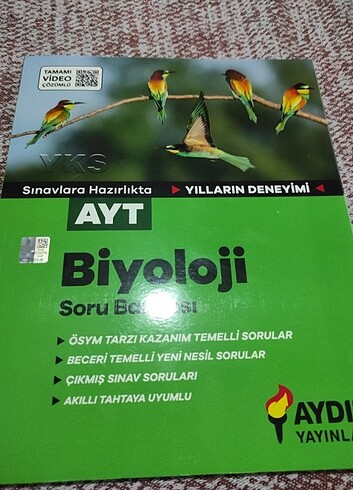 TAMAMI
VİDEO
ÇÖZÜMLÜ
YKS
Sınavlara Hazırlıkta
YILLARIN DENEYİMİ
AYT
Biyoloji
Soru
ÖSYM TARZI KAZANIM TEMELLİ SORULAR
BECERİ TEMELLİ YENİ NESİL SORULAR
ÇIKMIŞ SINAV SORULARI
AKILLI TAHTAYA UYUMLU